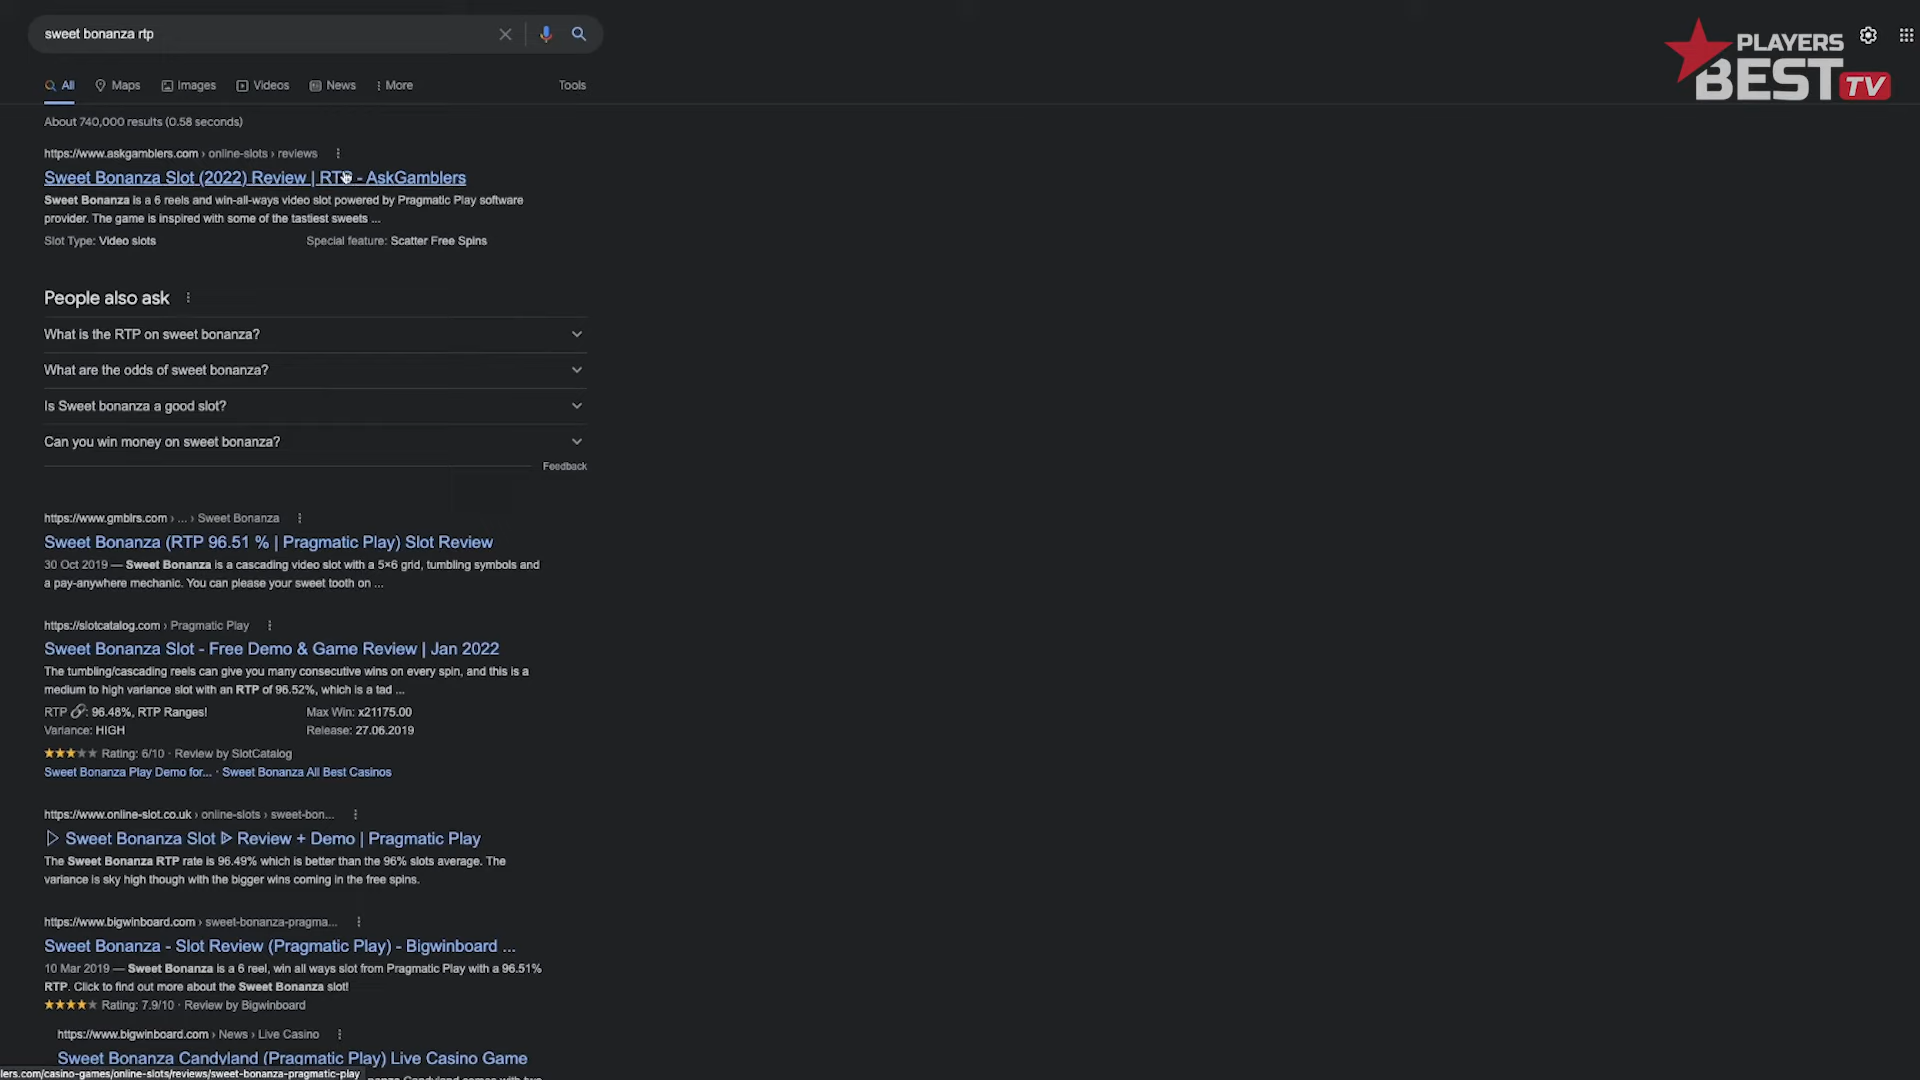 sweet bonanza rtp
PLAYERS
BEST TV
All Maps Images Videos News More Tools
About 740,000 results (0.58 seconds)
https://www.askgamblers.com › online-slots › reviews
Sweet Bonanza Slot (2022) Review | RTP - AskGamblers
Sweet Bonanza is a 6 reels and win-all-ways video slot powered by Pragmatic Play software
provider. The game is inspired with some of the tastiest sweets ...
Slot Type: Video slots Special feature: Scatter Free Spins
People also ask
What is the RTP on sweet bonanza?
What are the odds of sweet bonanza?
Is Sweet bonanza a good slot?
Can you win money on sweet bonanza?
Feedback
https://www.gmblrs.com › ... › Sweet Bonanza
Sweet Bonanza (RTP 96.51 % | Pragmatic Play) Slot Review
30 Oct 2019 — Sweet Bonanza is a cascading video slot with a 5×6 grid, tumbling symbols and
a pay-anywhere mechanic. You can please your sweet tooth on ...
https://slotcatalog.com › Pragmatic Play
Sweet Bonanza Slot - Free Demo & Game Review | Jan 2022
The tumbling/cascading reels can give you many consecutive wins on every spin, and this is a
medium to high variance slot with an RTP of 96.52%, which is a tad ...
RTP 🔗: 96.48%, RTP Ranges! Max Win: x21175.00
Variance: HIGH Release: 27.06.2019
★★★★★ Rating: 6/10 · Review by SlotCatalog
Sweet Bonanza Play Demo for... · Sweet Bonanza All Best Casinos
https://www.online-slot.co.uk › online-slots › sweet-bon...
▷ Sweet Bonanza Slot ᐉ Review + Demo | Pragmatic Play
The Sweet Bonanza RTP rate is 96.49% which is better than the 96% slots average. The
variance is sky high though with the bigger wins coming in the free spins.
https://www.bigwinboard.com › sweet-bonanza-pragma...
Sweet Bonanza - Slot Review (Pragmatic Play) - Bigwinboard ...
10 Mar 2019 — Sweet Bonanza is a 6 reel, win all ways slot from Pragmatic Play with a 96.51%
RTP. Click to find out more about the Sweet Bonanza slot!
★★★★★ Rating: 7.9/10 · Review by Bigwinboard
https://www.bigwinboard.com › News › Live Casino
Sweet Bonanza Candyland (Pragmatic Play) Live Casino Game
lers.com/casino-games/online-slots/reviews/sweet-bonanza-pragmatic-play